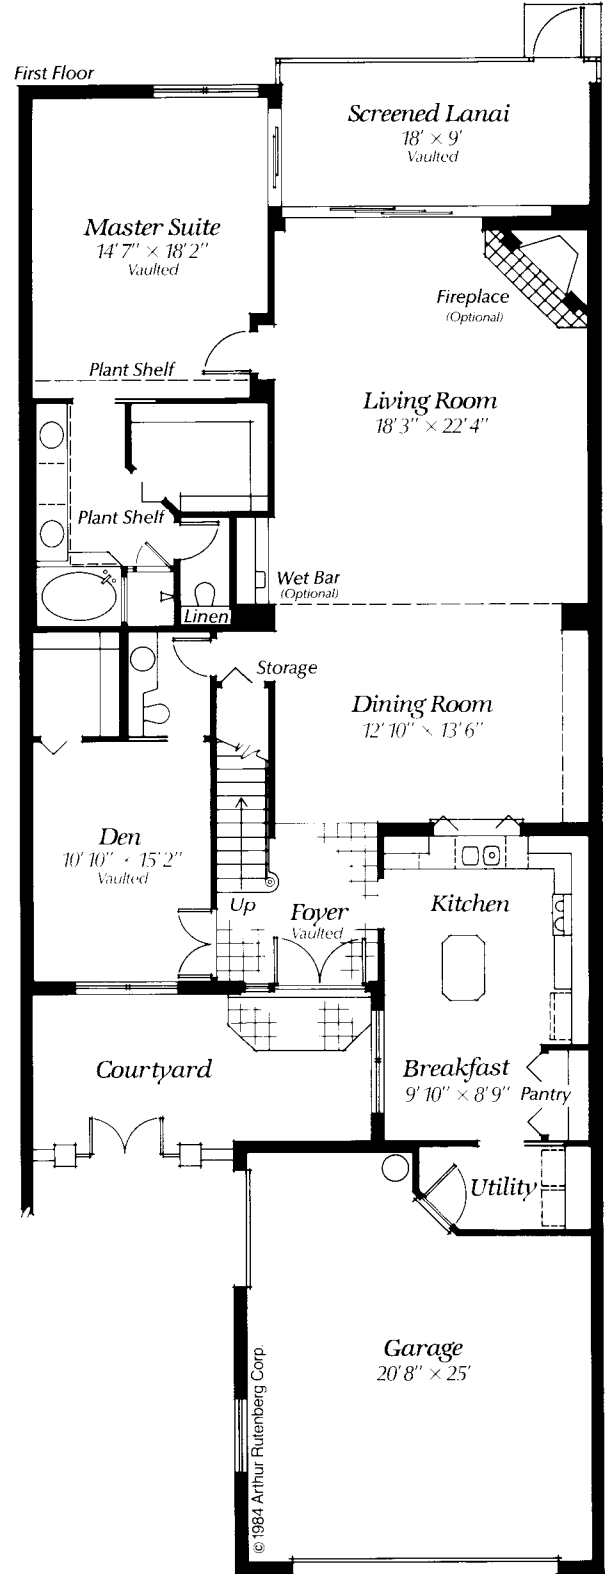 First Floor
Screened Lanai
18' × 9'
Vaulted
Master Suite
14'7" × 18'2"
Vaulted
Fireplace
(Optional)
Plant Shelf
Living Room
18'3" × 22'4"
Plant Shelf
Wet Bar
(Optional)
Linen
Storage
Dining Room
12'10" × 13'6"
Den
10'10" × 15'2"
Vaulted
Up
Foyer
Vaulted
Kitchen
Courtyard
Breakfast
9'10" × 8'9"
Pantry
Utility
Garage
20'8" × 25'
© 1984 Arthur Rutenberg Corp.